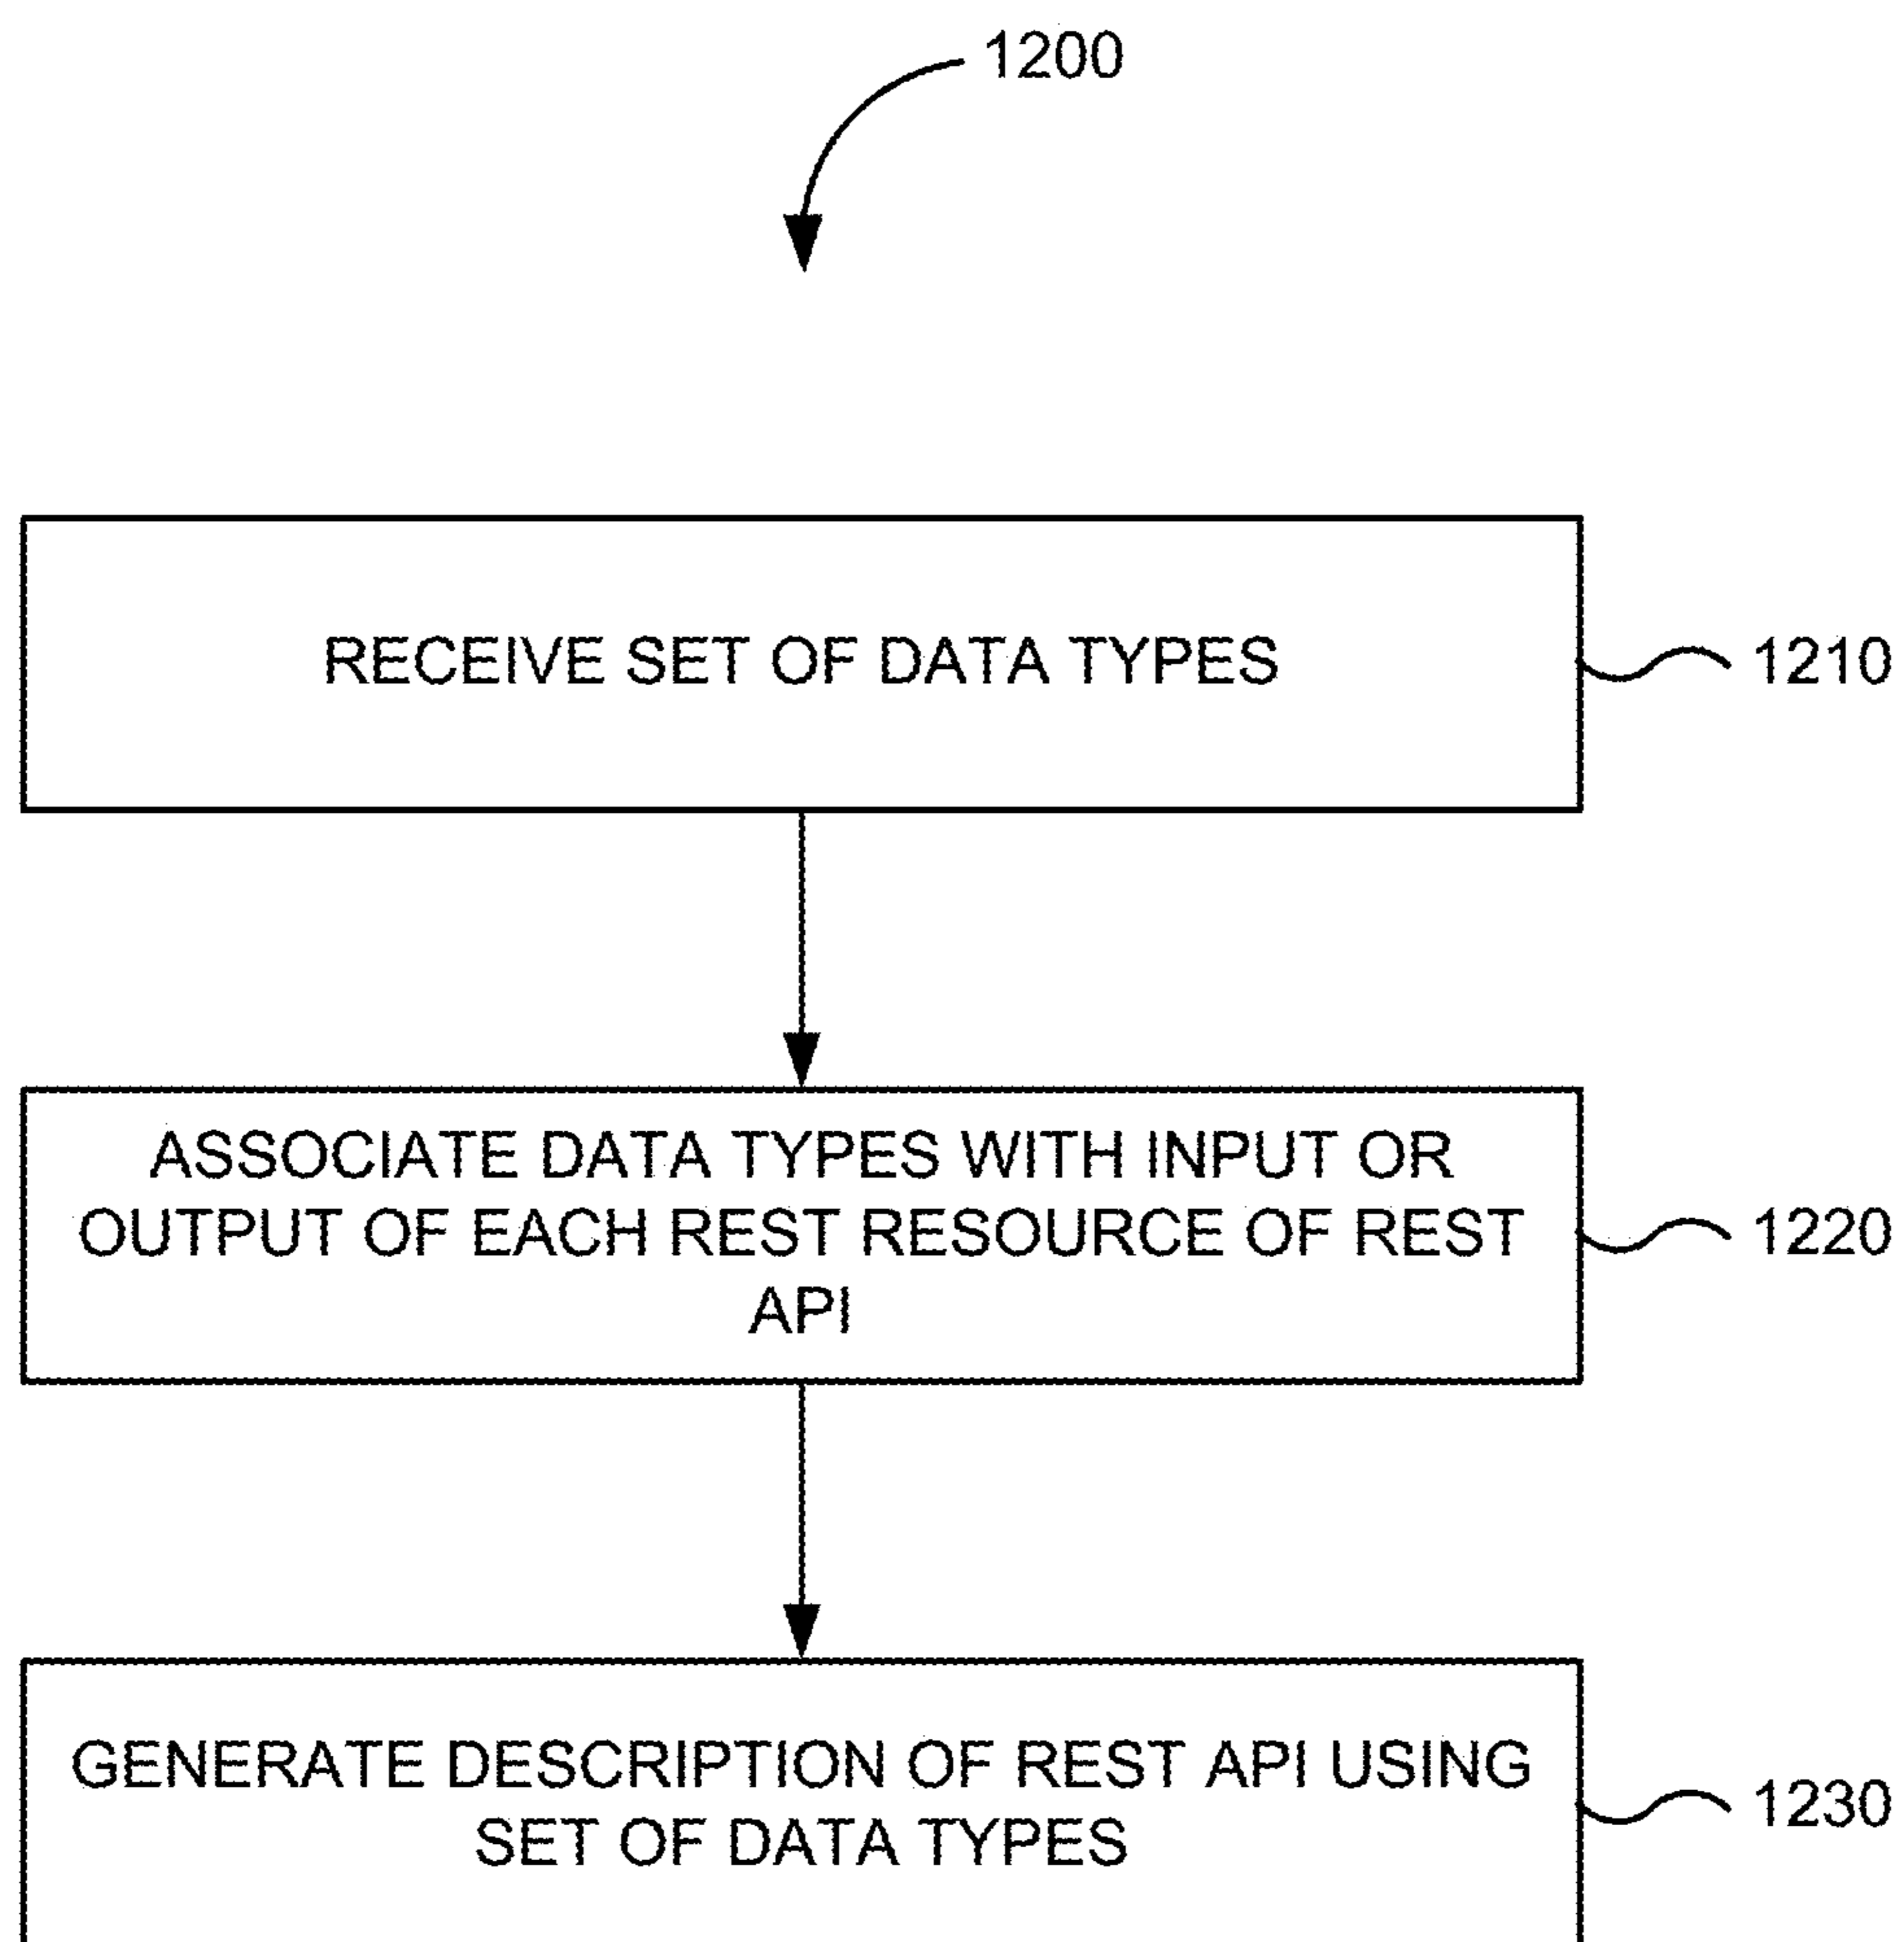 1200
RECEIVE SET OF DATA TYPES
1210
ASSOCIATE DATA TYPES WITH INPUT OR
OUTPUT OF EACH REST RESOURCE OF REST
API
1220
GENERATE DESCRIPTION OF REST API USING
SET OF DATA TYPES
1230